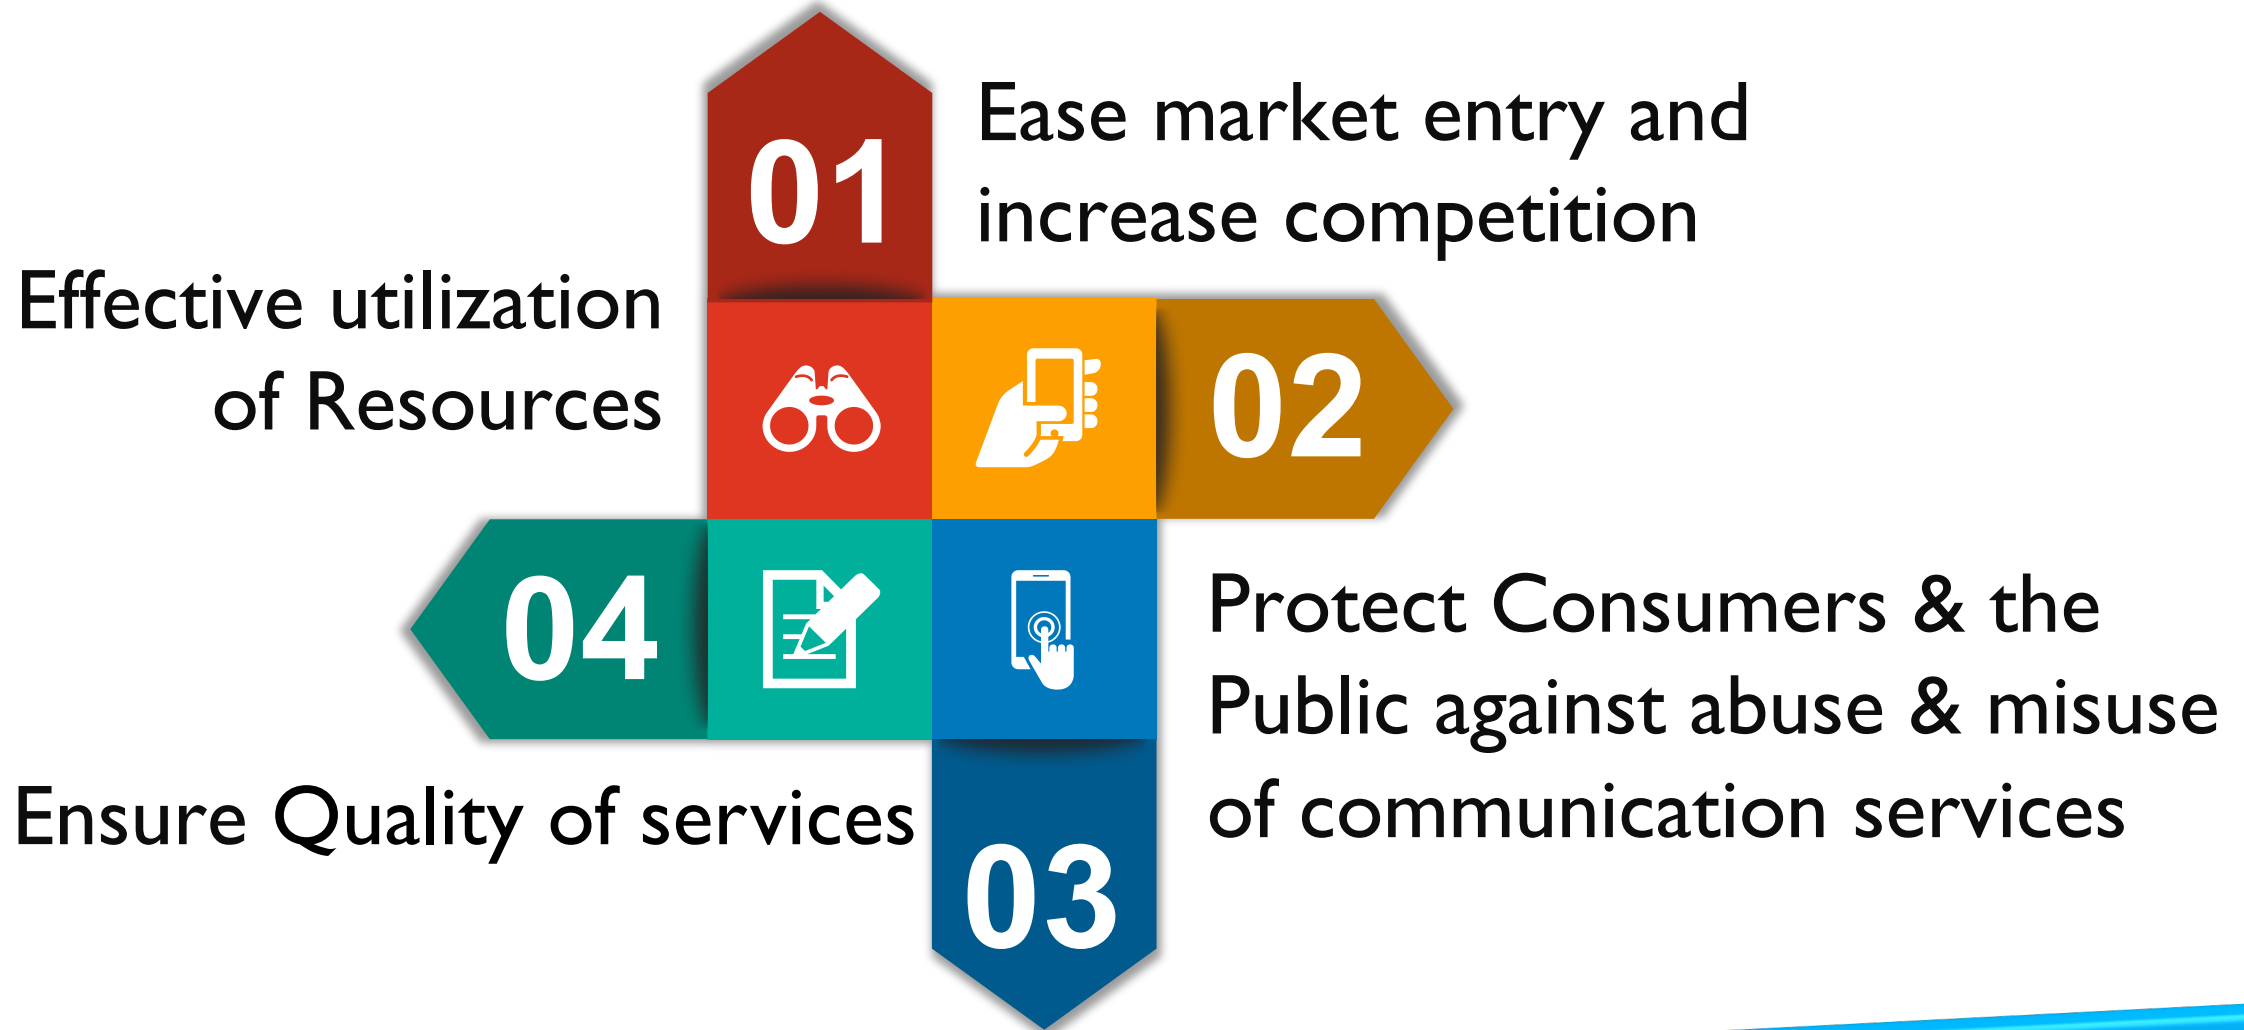 01
Ease market entry and
increase competition
Effective utilization
of Resources
02
04
Protect Consumers & the
Public against abuse & misuse
of communication services
Ensure Quality of services
03